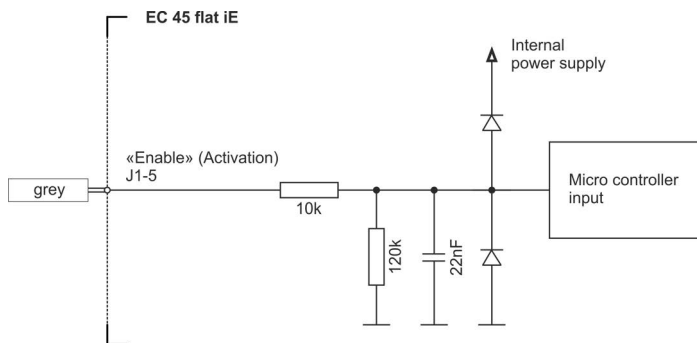 EC 45 flat iE
Internal
power supply
«Enable» (Activation)
J1-5
grey
10k
120k
22nF
Micro controller
input